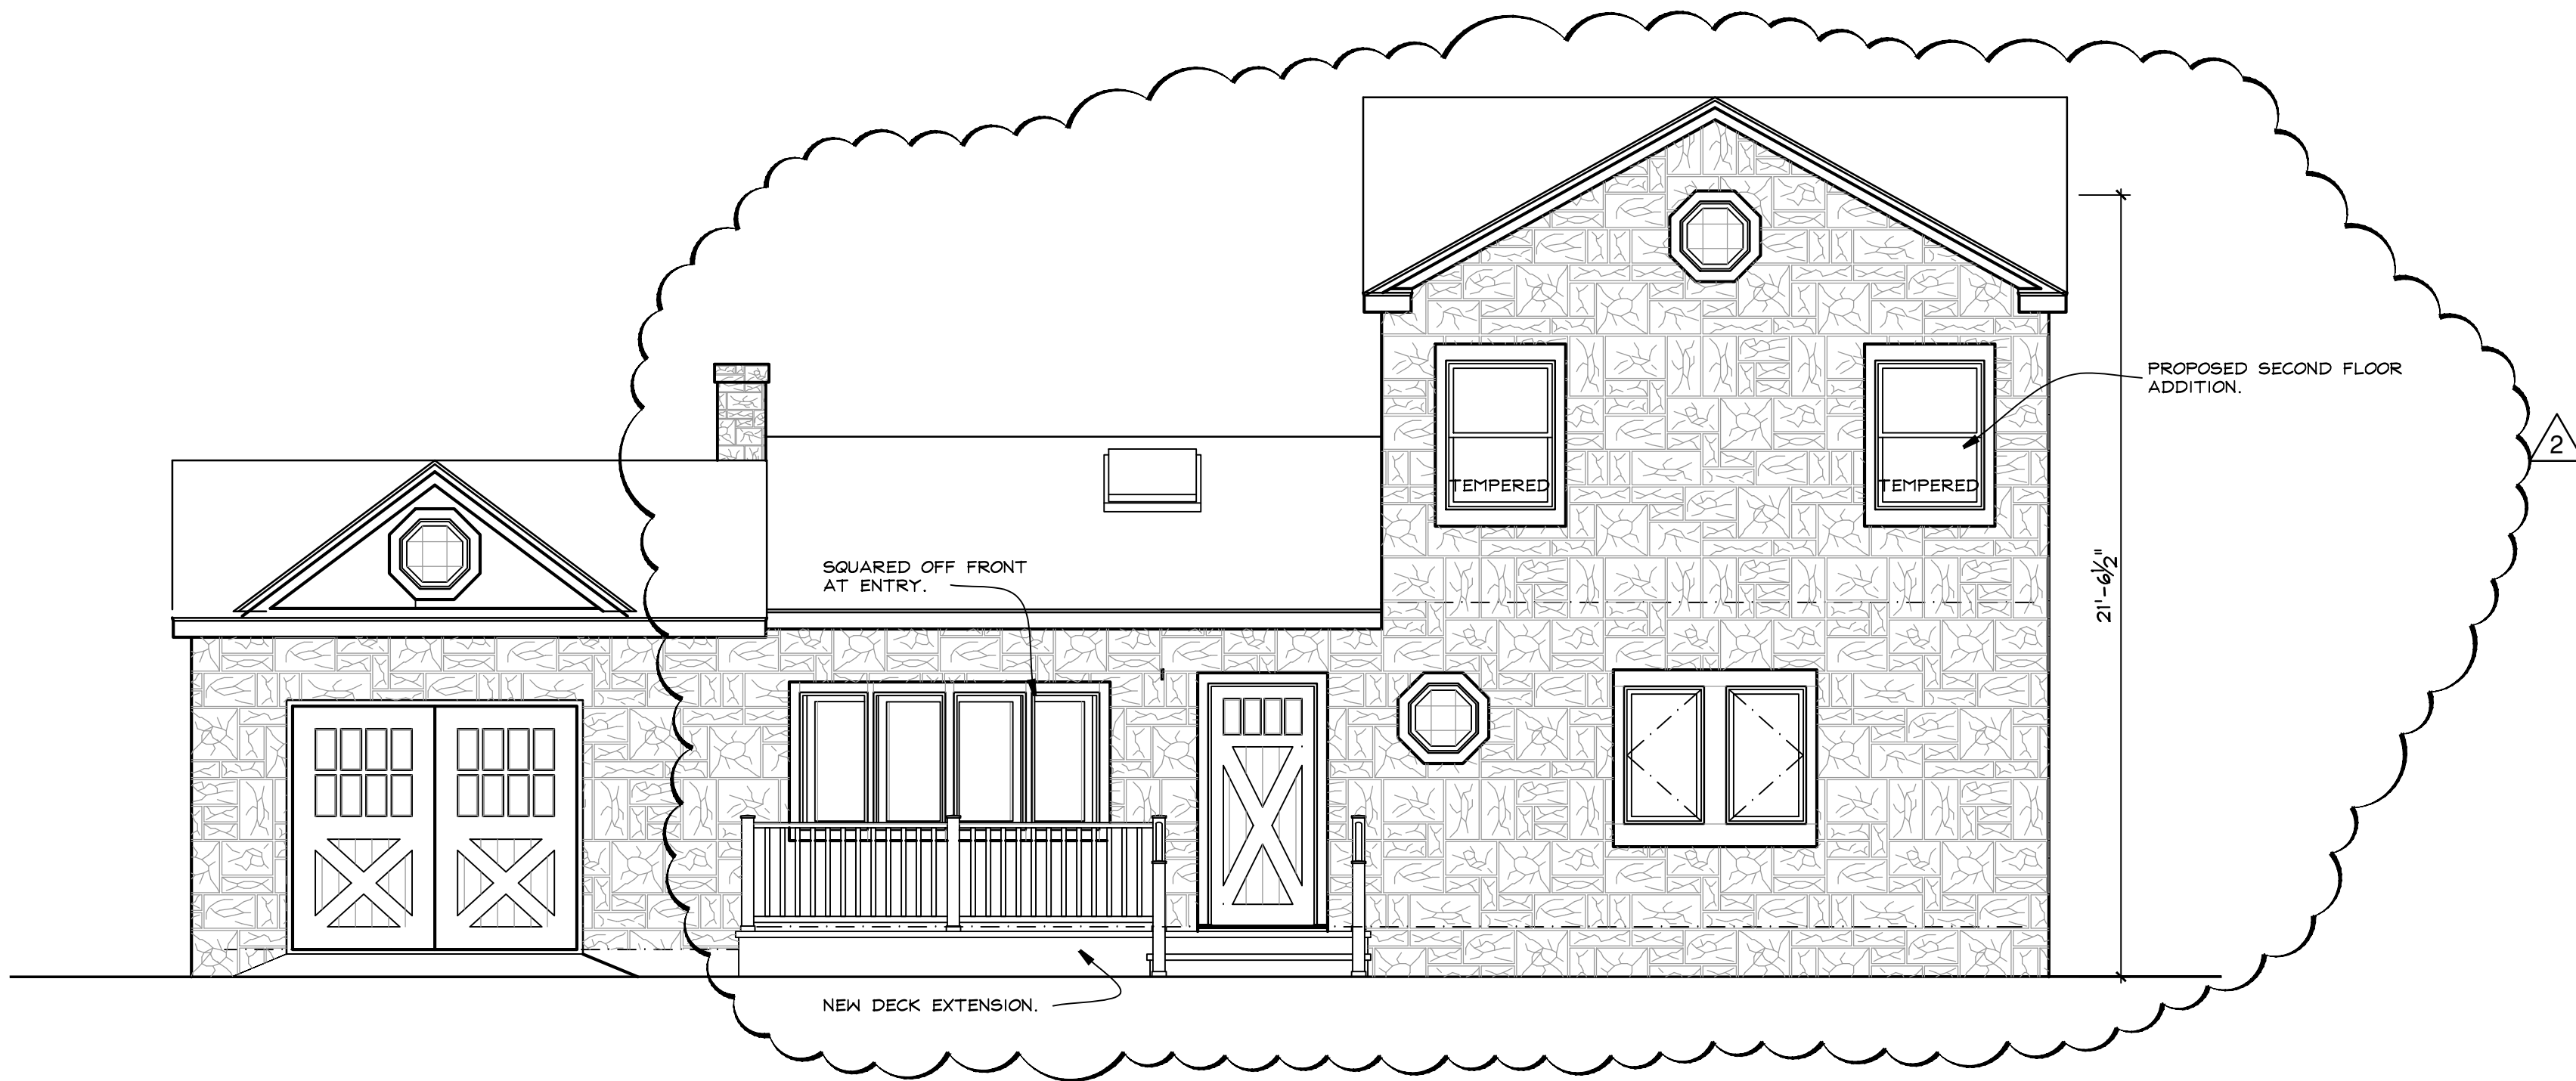 PROPOSED SECOND FLOOR
ADDITION.
2
TEMPERED
TEMPERED
21'-6½"
SQUARED OFF FRONT
AT ENTRY.
NEW DECK EXTENSION.